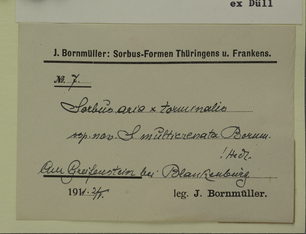 ex Düll
J. Bornmüller: Sorbus-Formen Thüringens u. Frankens.
No. 7.
Sorbus aria x torminalis
sp. nov. S. multicrenata Bornm.
Am Greifenstein bei Blankenburg
leg. J. Bornmüller.